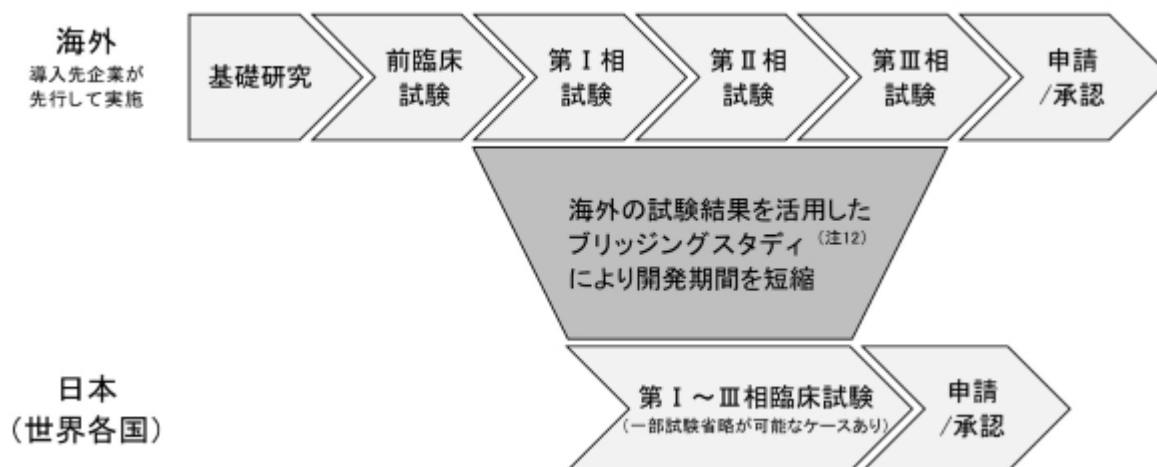 海外
導入先企業が
先行して実施
基礎研究
前臨床
試験
第Ⅰ相
試験
第Ⅱ相
試験
第Ⅲ相
試験
申請
/承認
海外の試験結果を活用した
ブリッジングスタディ（注12）
により開発期間を短縮
日本
（世界各国）
第Ⅰ～Ⅲ相臨床試験
（一部試験省略が可能なケースあり）
申請
/承認